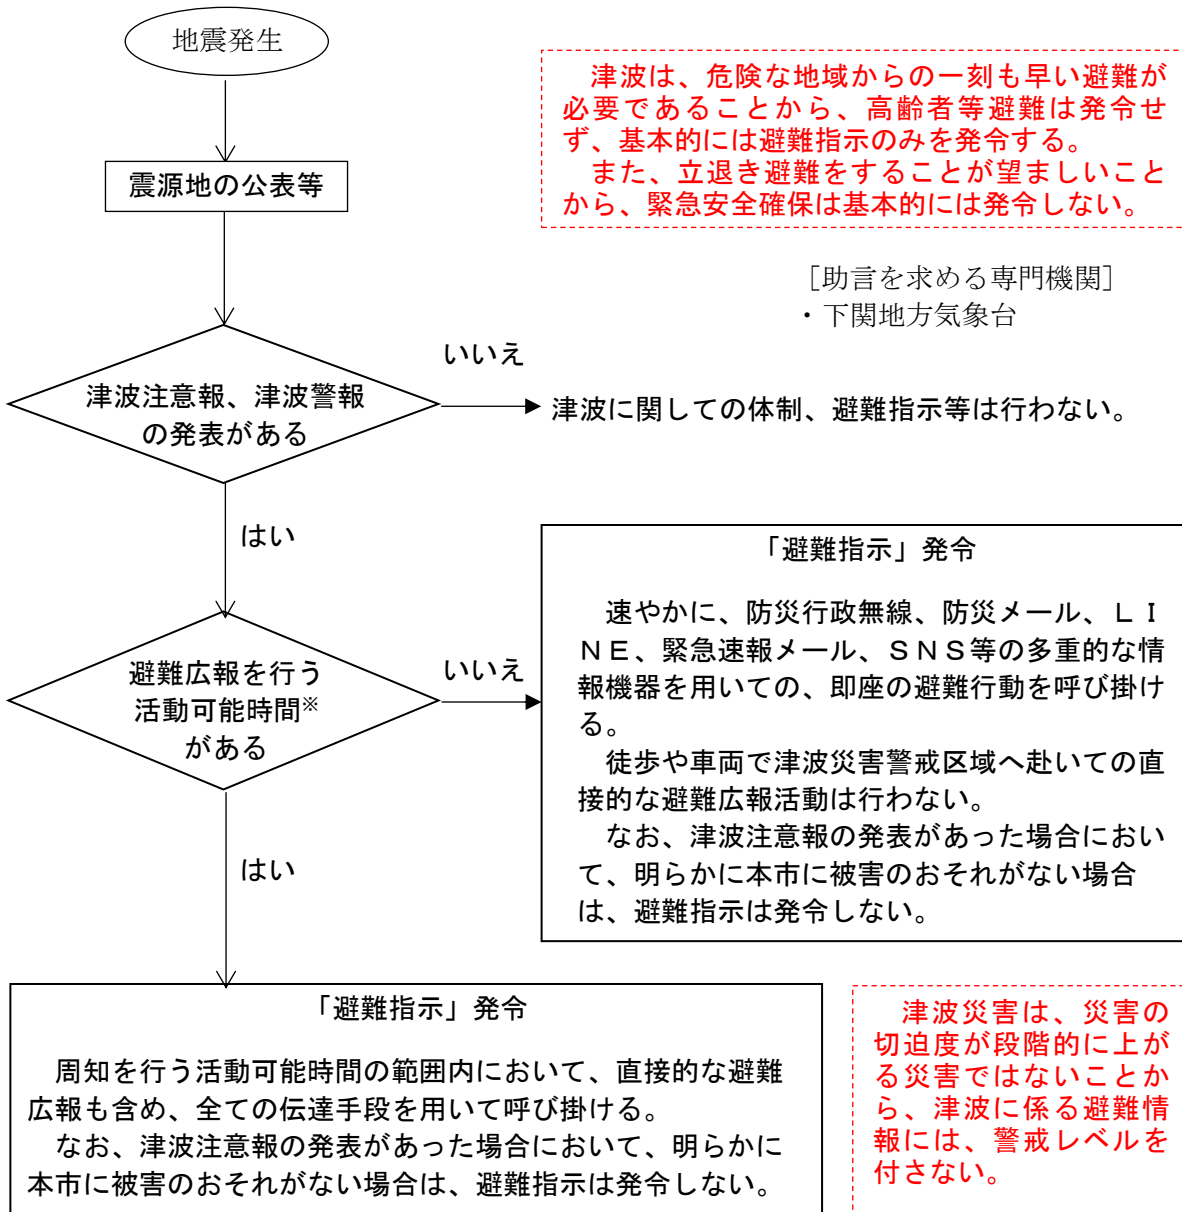 地震発生
　津波は、危険な地域からの一刻も早い避難が
必要であることから、高齢者等避難は発令せ
ず、基本的には避難指示のみを発令する。
　また、立退き避難をすることが望ましいこと
から、緊急安全確保は基本的には発令しない。
震源地の公表等
［助言を求める専門機関］
・下関地方気象台
津波注意報、津波警報
の発表がある
いいえ
津波に関しての体制、避難指示等は行わない。
はい
避難広報を行う
活動可能時間※
がある
いいえ
「避難指示」発令
　速やかに、防災行政無線、防災メール、ＬＩ
ＮＥ、緊急速報メール、ＳＮＳ等の多重的な情
報機器を用いての、即座の避難行動を呼び掛け
る。
　徒歩や車両で津波災害警戒区域へ赴いての直
接的な避難広報活動は行わない。
　なお、津波注意報の発表があった場合におい
て、明らかに本市に被害のおそれがない場合
は、避難指示は発令しない。
はい
「避難指示」発令
　周知を行う活動可能時間の範囲内において、直接的な避難
広報も含め、全ての伝達手段を用いて呼び掛ける。
　なお、津波注意報の発表があった場合において、明らかに
本市に被害のおそれがない場合は、避難指示は発令しない。
　津波災害は、災害の
切迫度が段階的に上が
る災害ではないことか
ら、津波に係る避難情
報には、警戒レベルを
付さない。